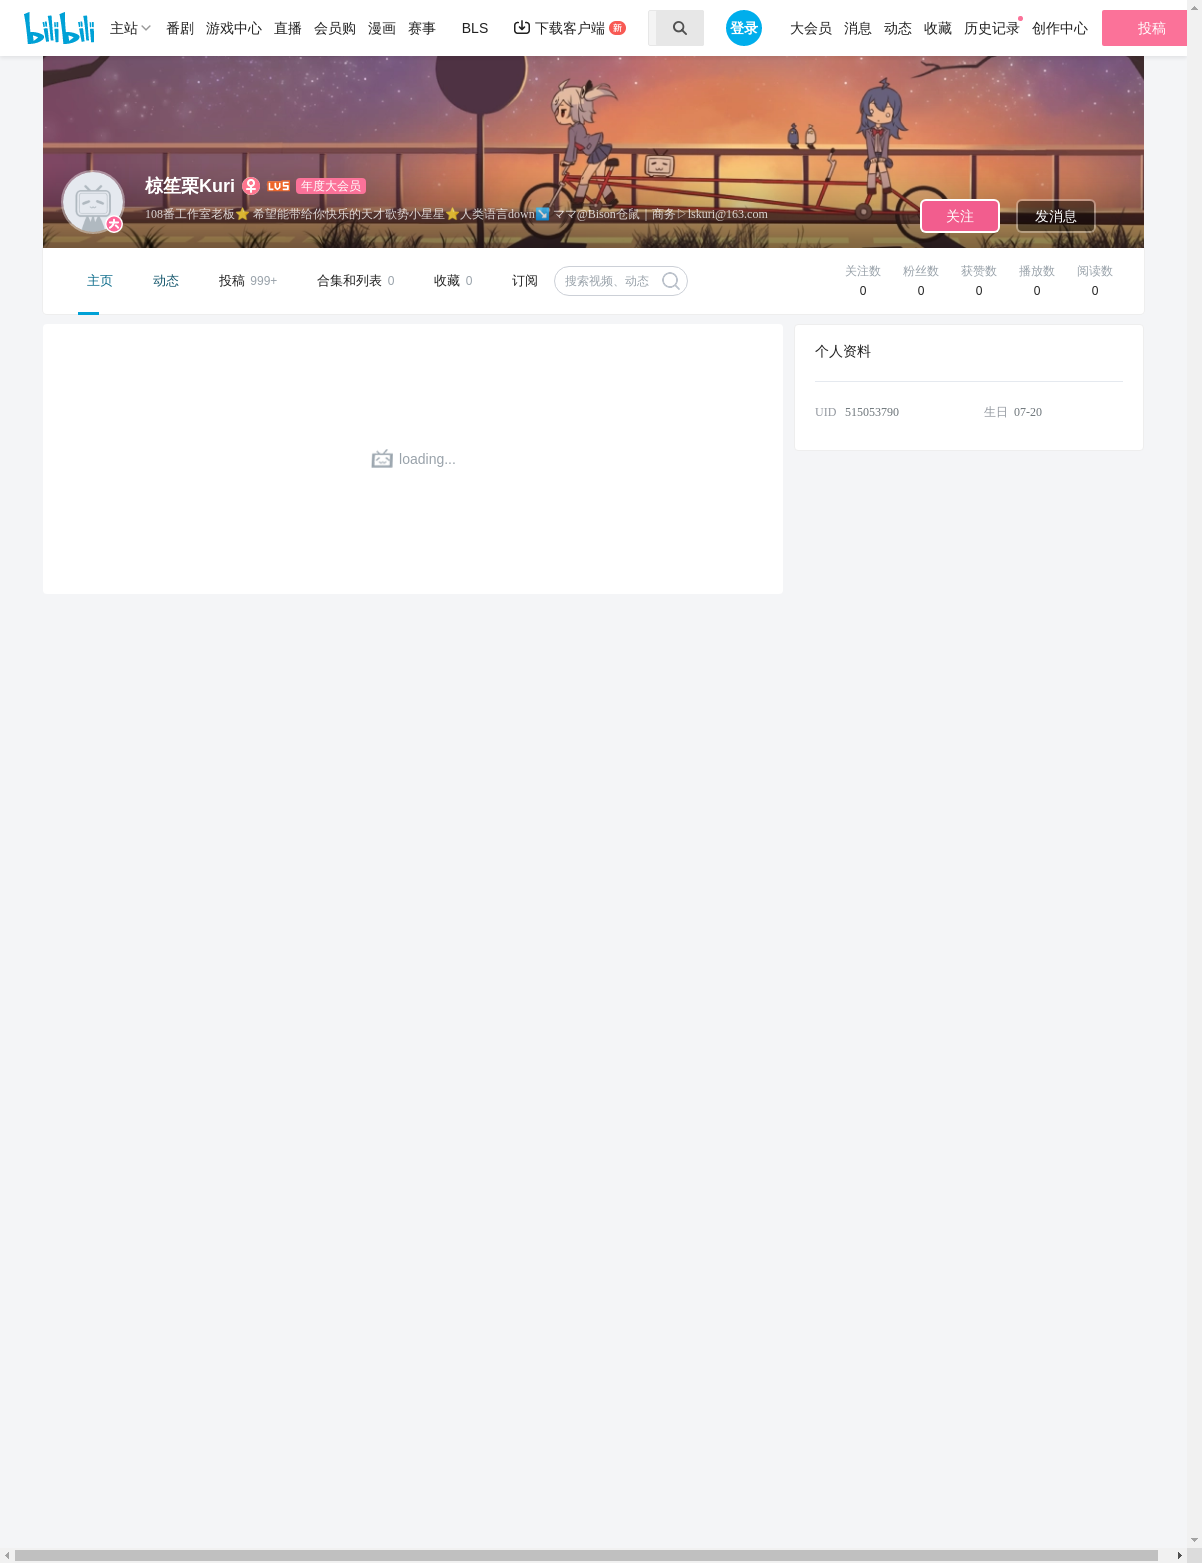 bilibili 主站 番剧 游戏中心 直播 会员购 漫画 赛事 BLS 下载客户端 新 登录 大会员 消息 动态 收藏 历史记录 创作中心 投稿
椋笙栗Kuri LV5 年度大会员
108番工作室老板⭐ 希望能带给你快乐的天才歌势小星星⭐人类语言down↘️ ママ@Bison仓鼠｜商务▷lskuri@163.com
大
关注 发消息
主页 动态 投稿 999+ 合集和列表 0 收藏 0 订阅 搜索视频、动态
关注数 粉丝数 获赞数 播放数 阅读数
0 0 0 0 0
个人资料
UID 515053790 生日 07-20
loading...